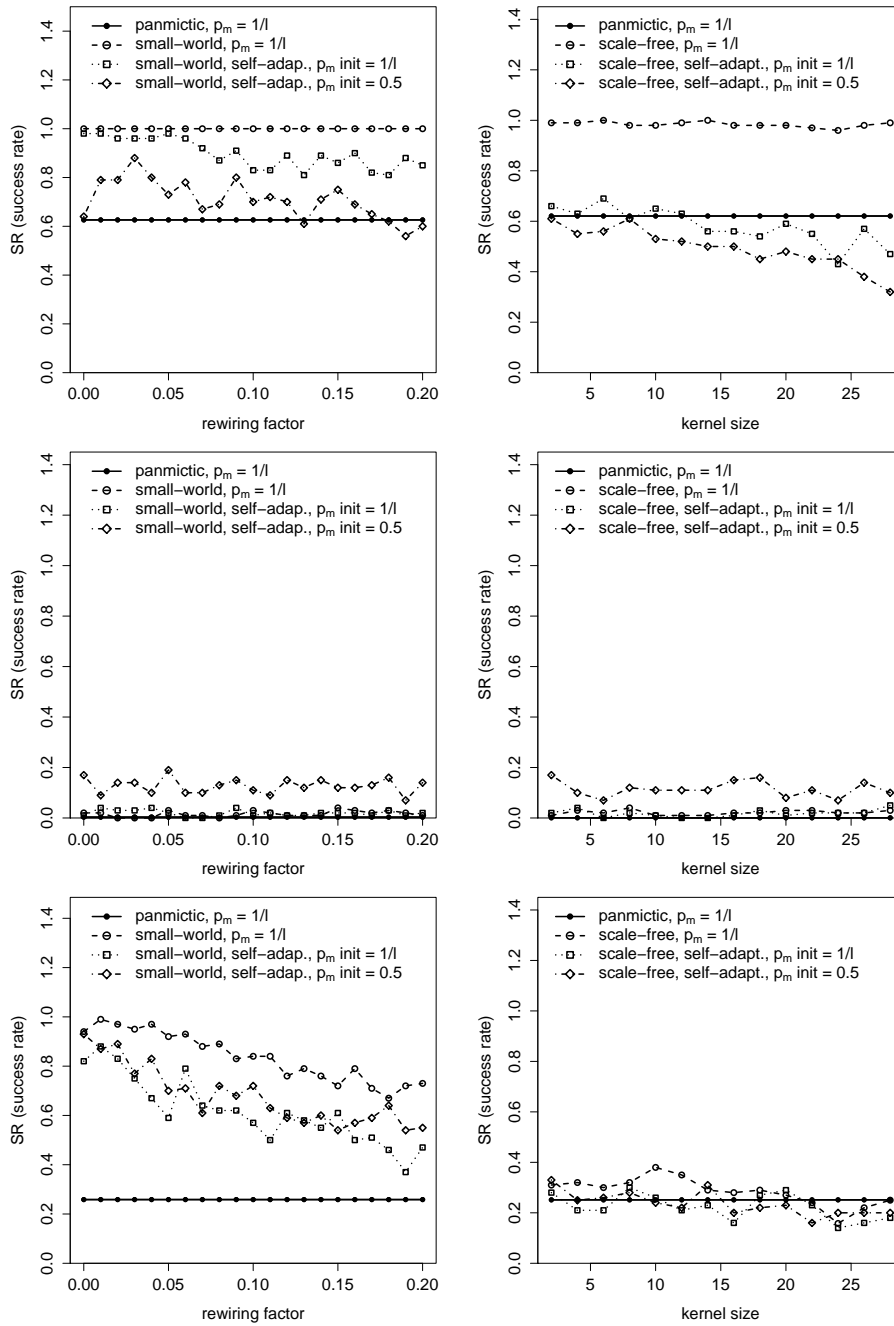 panmictic, pm = 1/l
small−world, pm = 1/l
small−world, self−adap., pm init = 1/l
small−world, self−adap., pm init = 0.5
SR (success rate)
0.0 0.2 0.4 0.6 0.8 1.0 1.2 1.4
0.00 0.05 0.10 0.15 0.20
rewiring factor
panmictic, pm = 1/l
scale−free, pm = 1/l
scale−free, self−adapt., pm init = 1/l
scale−free, self−adapt., pm init = 0.5
SR (success rate)
0.0 0.2 0.4 0.6 0.8 1.0 1.2 1.4
5 10 15 20 25
kernel size
panmictic, pm = 1/l
small−world, pm = 1/l
small−world, self−adap., pm init = 1/l
small−world, self−adap., pm init = 0.5
SR (success rate)
0.0 0.2 0.4 0.6 0.8 1.0 1.2 1.4
0.00 0.05 0.10 0.15 0.20
rewiring factor
panmictic, pm = 1/l
scale−free, pm = 1/l
scale−free, self−adapt., pm init = 1/l
scale−free, self−adapt., pm init = 0.5
SR (success rate)
0.0 0.2 0.4 0.6 0.8 1.0 1.2 1.4
5 10 15 20 25
kernel size
panmictic, pm = 1/l
small−world, pm = 1/l
small−world, self−adap., pm init = 1/l
small−world, self−adap., pm init = 0.5
SR (success rate)
0.0 0.2 0.4 0.6 0.8 1.0 1.2 1.4
0.00 0.05 0.10 0.15 0.20
rewiring factor
panmictic, pm = 1/l
scale−free, pm = 1/l
scale−free, self−adapt., pm init = 1/l
scale−free, self−adapt., pm init = 0.5
SR (success rate)
0.0 0.2 0.4 0.6 0.8 1.0 1.2 1.4
5 10 15 20 25
kernel size